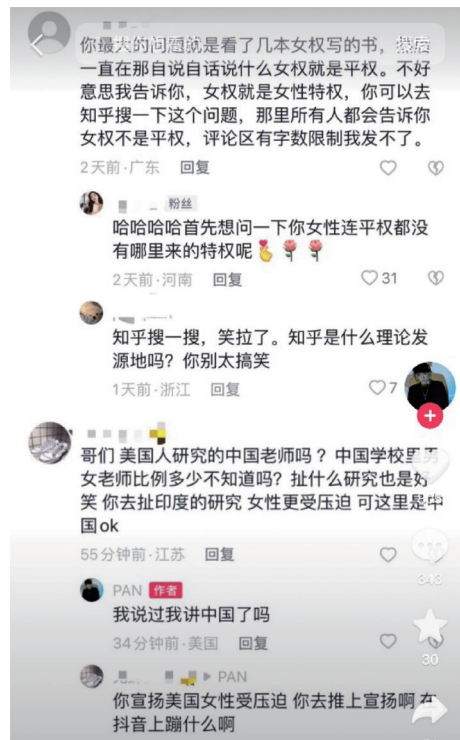 你最大的问题就是看了几本女权写的书，然后
一直在那自说自话说什么女权就是平权。不好
意思我告诉你，女权就是女性特权，你可以去
知乎搜一下这个问题，那里所有人都会告诉你
女权不是平权，评论区有字数限制我发不了。
2天前·广东 回复
粉丝
哈哈哈哈首先想问一下你女性连平权都没
有哪里来的特权呢🫰🌹🌹
2天前·河南 回复 31
知乎搜一搜，笑拉了。知乎是什么理论发
源地吗？你别太搞笑
1天前·浙江 回复 7
哥们 美国人研究的中国老师吗？中国学校里男
女老师比例多少不知道吗？扯什么研究也是好
笑 你去扯印度的研究 女性更受压迫 可这里是中
国ok
55分钟前·江苏 回复
343
PAN 作者
我说过我讲中国了吗
34分钟前·美国 回复
30
▶ PAN
你宣扬美国女性受压迫 你去推上宣扬啊 在
抖音上蹦什么啊